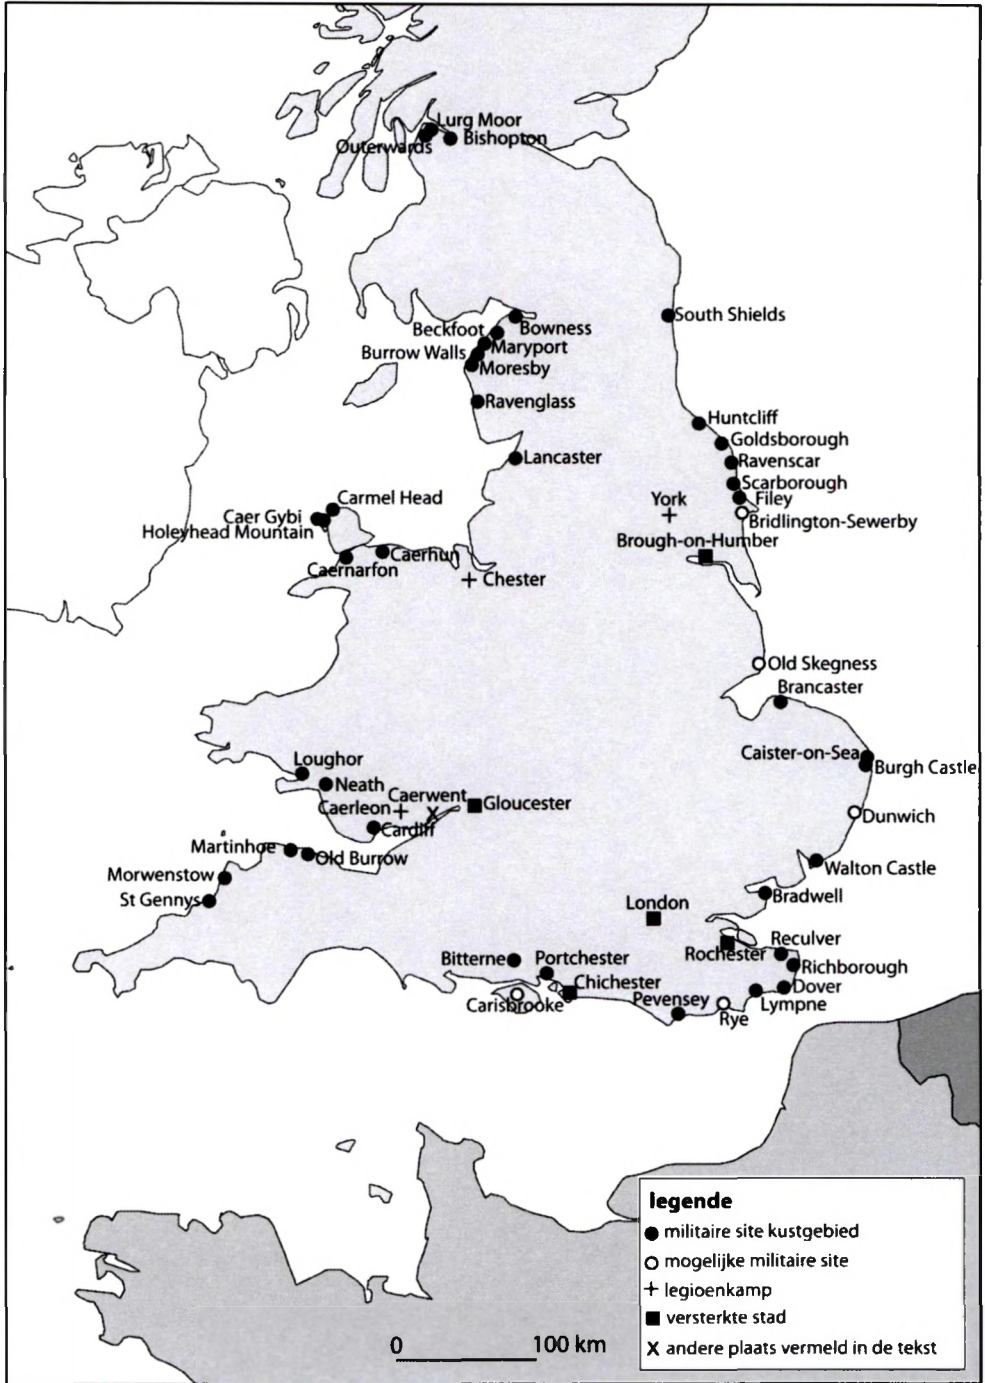 Lurg Moor
Outerwards
Bishopton
South Shields
Bowness
Beckfoot
Maryport
Burrow Walls
Moresby
Ravenglass
Huntcliff
Goldsborough
Lancaster
Ravenscar
Scarborough
Carmel Head
York
Filey
Caer Gybi
Bridlington-Sewerby
Holeyhead Mountain
Brough-on-Humber
Caerhun
Caernarfon
Chester
Old Skegness
Brancaster
Caister-on-Sea
Loughor
Burgh Castle
Neath
Caerwent
Gloucester
Caerleon
Dunwich
Cardiff
Martinhoe
Old Burrow
Walton Castle
Morwenstow
Bradwell
St Gennys
London
Reculver
Rochester
Bitterne
Portchester
Richborough
Chichester
Dover
Carisbrooke
Pevensey
Lympne
Rye
legende
militaire site kustgebied
mogelijke militaire site
legioenkamp
versterkte stad
andere plaats vermeld in de tekst
0 100 km